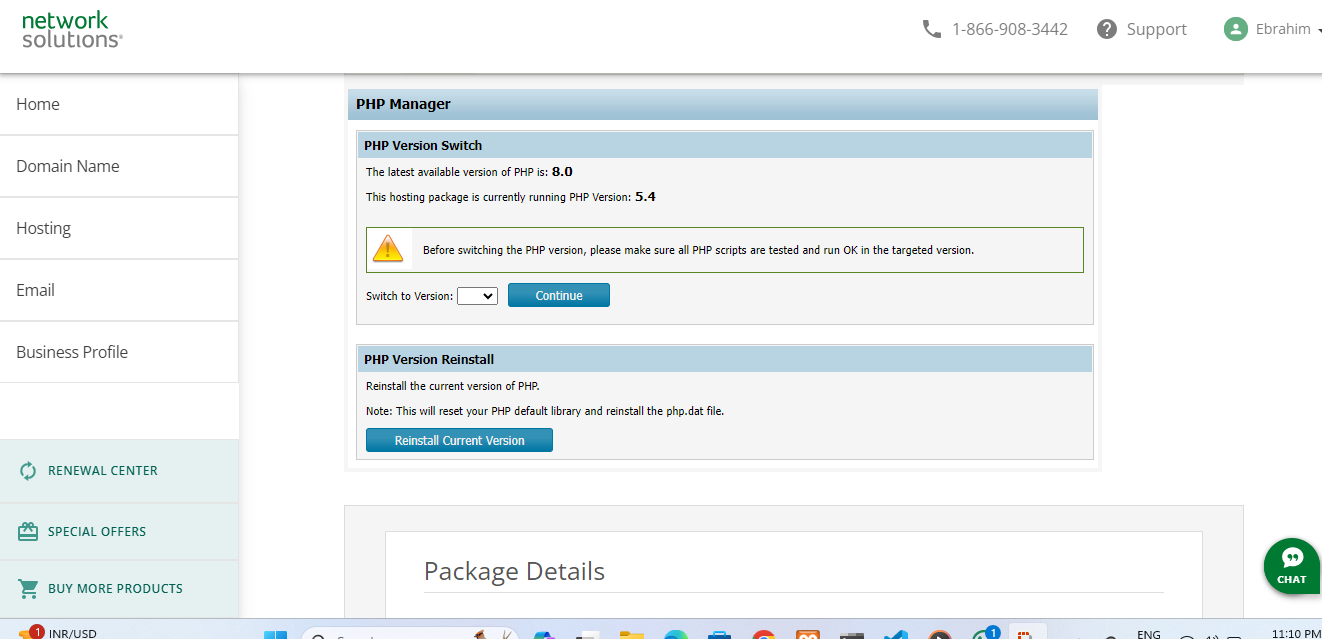 network
solutions®
1-866-908-3442
Support
Ebrahim
Home
Domain Name
Hosting
Email
Business Profile
RENEWAL CENTER
SPECIAL OFFERS
BUY MORE PRODUCTS
PHP Manager
PHP Version Switch
The latest available version of PHP is: 8.0
This hosting package is currently running PHP Version: 5.4
Before switching the PHP version, please make sure all PHP scripts are tested and run OK in the targeted version.
Switch to Version:
Continue
PHP Version Reinstall
Reinstall the current version of PHP.
Note: This will reset your PHP default library and reinstall the php.dat file.
Reinstall Current Version
Package Details
CHAT
1
INR/USD
1
ENG
11:10 PM